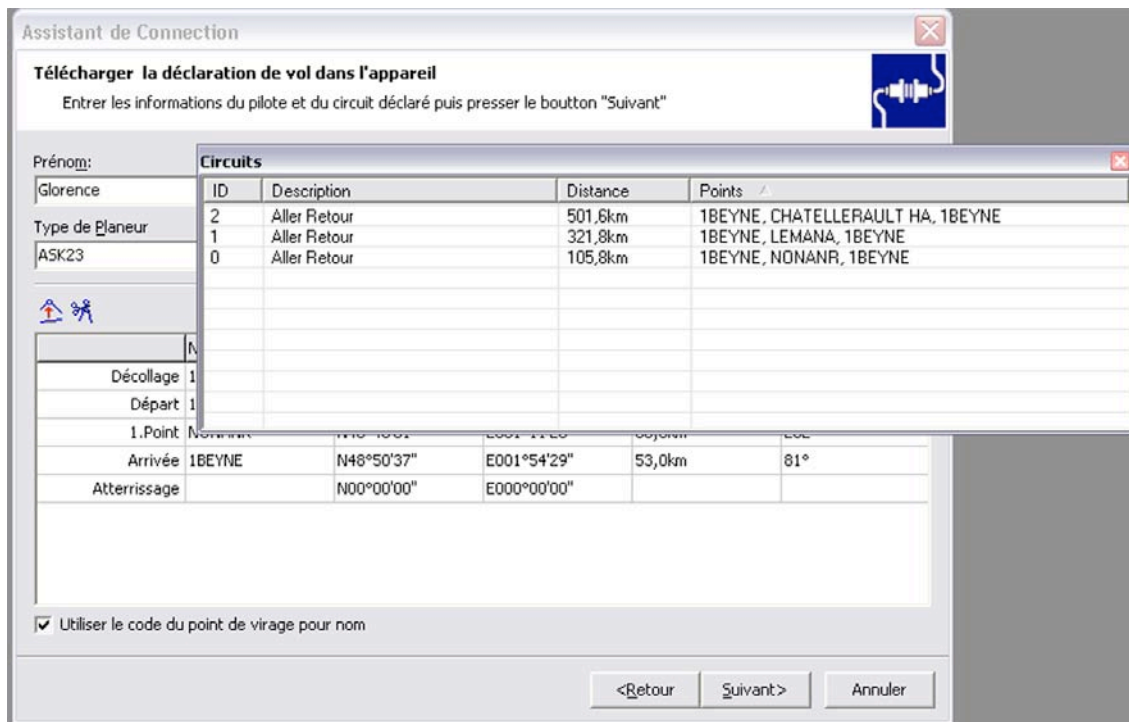 Assistant de Connection
Télécharger la déclaration de vol dans l'appareil
Entrer les informations du pilote et du circuit déclaré puis presser le boutton "Suivant"
Prénom:
Glorence
Type de Planeur
ASK23
Circuits
ID Description Distance Points
2 Aller Retour 501,6km 1BEYNE, CHATELLERAULT HA, 1BEYNE
1 Aller Retour 321,8km 1BEYNE, LEMANA, 1BEYNE
0 Aller Retour 105,8km 1BEYNE, NONANR, 1BEYNE
N
Décollage 1
Départ 1
1.Point
Arrivée 1BEYNE N48°50'37" E001°54'29" 53,0km 81°
Atterrissage N00°00'00" E000°00'00"
Utiliser le code du point de virage pour nom
<Retour Suivant> Annuler